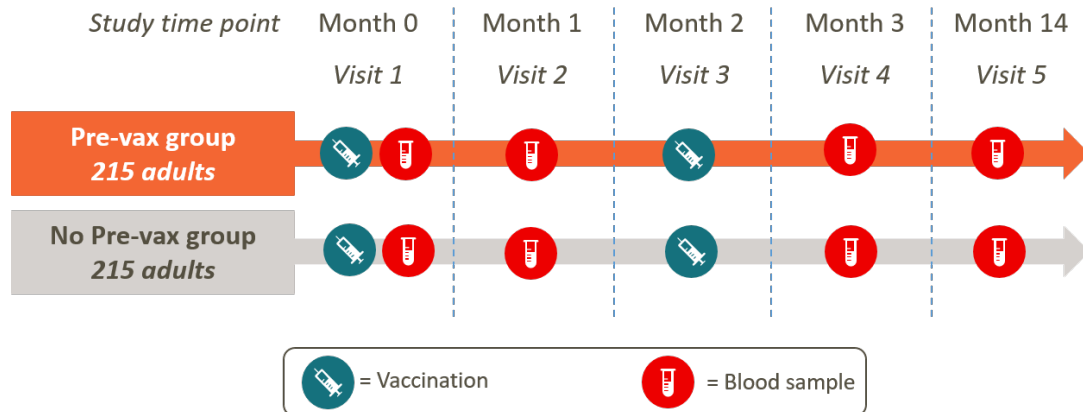 Study time point Month 0 Month 1 Month 2 Month 3 Month 14
Visit 1 Visit 2 Visit 3 Visit 4 Visit 5
Pre-vax group
215 adults
No Pre-vax group
215 adults
= Vaccination = Blood sample